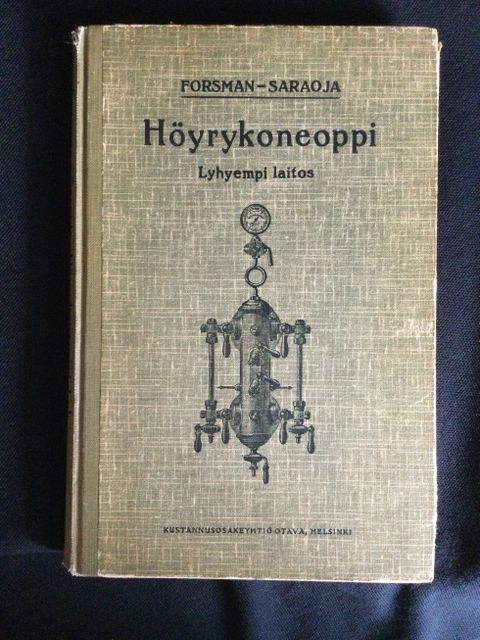 FORSMAN-SARAOJA
Höyrykoneoppi
Lyhyempi laitos
KUSTANNUSOSAKEYHTIÖ OTAVA, HELSINKI